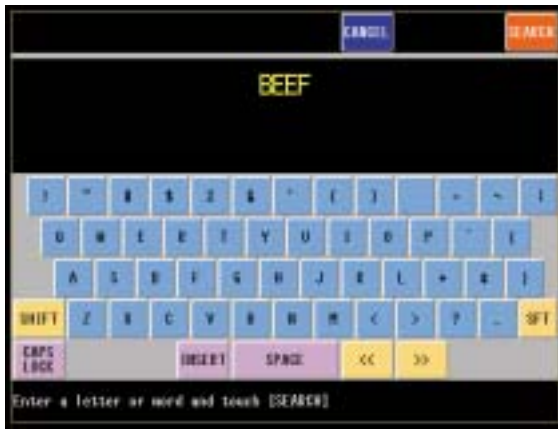 CANCEL SEARCH
BEEF
! " # $ % & ' ( ) - ~ |
Q W E R T Y U I O P ` {
A S D F G H J K L + * }
SHIFT Z X C V B N M < > ? _ SFT
CAPS LOCK INSERT SPACE << >>
Enter a letter or word and touch [SEARCH]